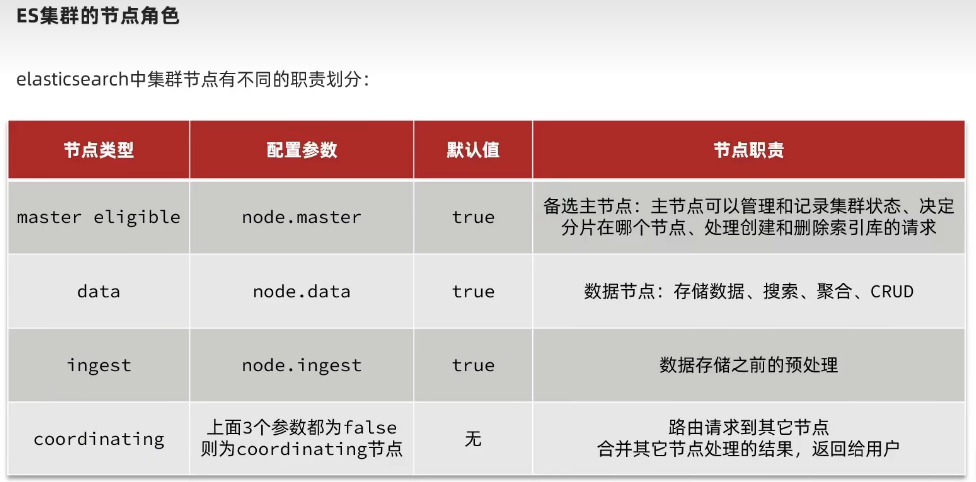 ES集群的节点角色
elasticsearch中集群节点有不同的职责划分：
节点类型 配置参数 默认值 节点职责
master eligible node.master true 备选主节点：主节点可以管理和记录集群状态、决定
分片在哪个节点、处理创建和删除索引库的请求
data node.data true 数据节点：存储数据、搜索、聚合、CRUD
ingest node.ingest true 数据存储之前的预处理
coordinating 上面3个参数都为false
则为coordinating节点 无 路由请求到其它节点
合并其它节点处理的结果，返回给用户